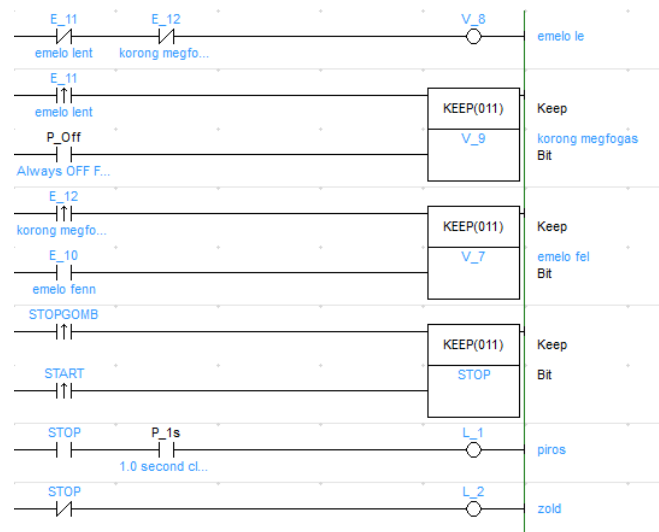 E_11 E_12 V_8
emelo le
emelo lent korong megfo...
E_11
emelo lent
KEEP(011) Keep
P_Off V_9 korong megfogas
Bit
Always OFF F...
E_12
korong megfo...
KEEP(011) Keep
E_10 V_7 emelo fel
Bit
emelo fenn
STOPGOMB
KEEP(011) Keep
START STOP Bit
STOP P_1s L_1
piros
1.0 second cl...
STOP L_2
zold